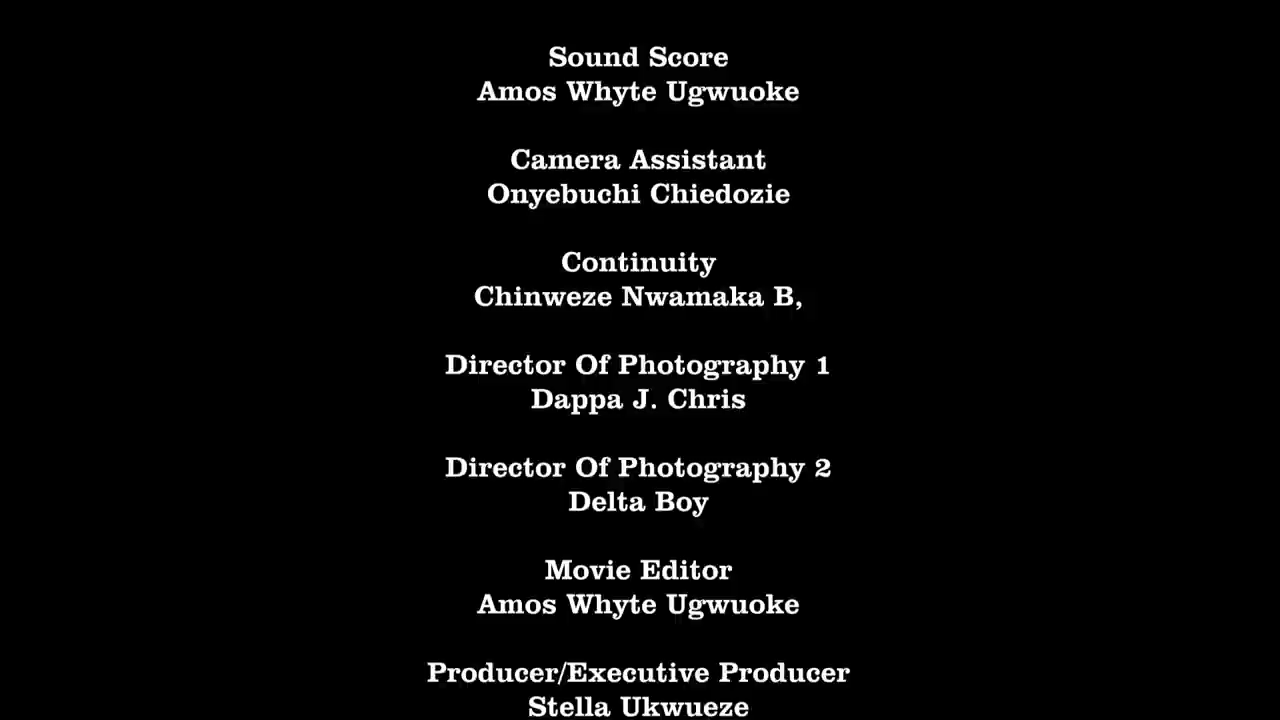 Sound Score
Amos Whyte Ugwuoke
Camera Assistant
Onyebuchi Chiedozie
Continuity
Chinweze Nwamaka B,
Director Of Photography 1
Dappa J. Chris
Director Of Photography 2
Delta Boy
Movie Editor
Amos Whyte Ugwuoke
Producer/Executive Producer
Stella Ukwueze